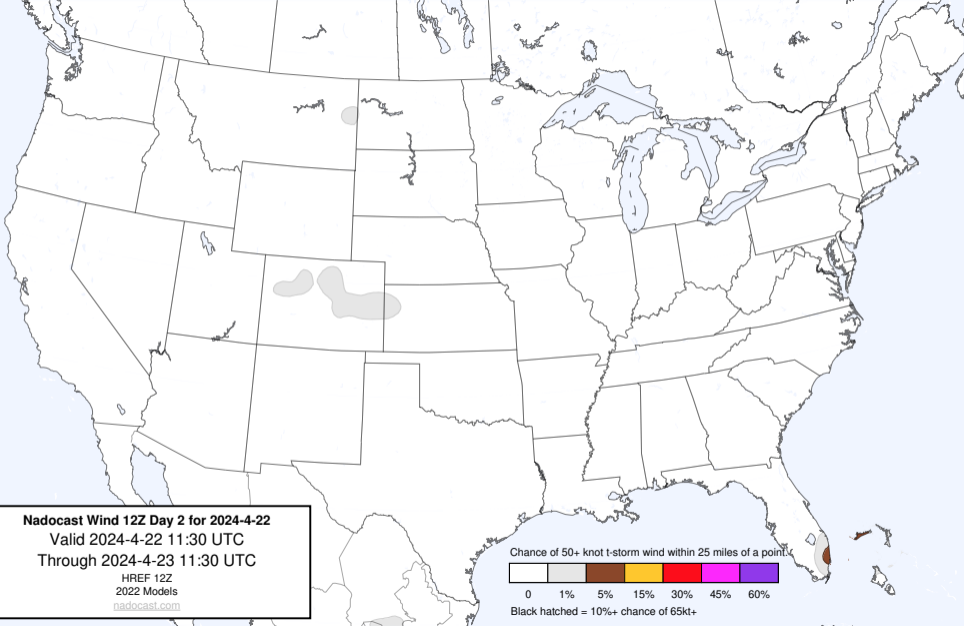 Nadocast Wind 12Z Day 2 for 2024-4-22
Valid 2024-4-22 11:30 UTC
Through 2024-4-23 11:30 UTC
HREF 12Z
2022 Models
nadocast.com
Chance of 50+ knot t-storm wind within 25 miles of a point.
0 1% 5% 15% 30% 45% 60%
Black hatched = 10%+ chance of 65kt+